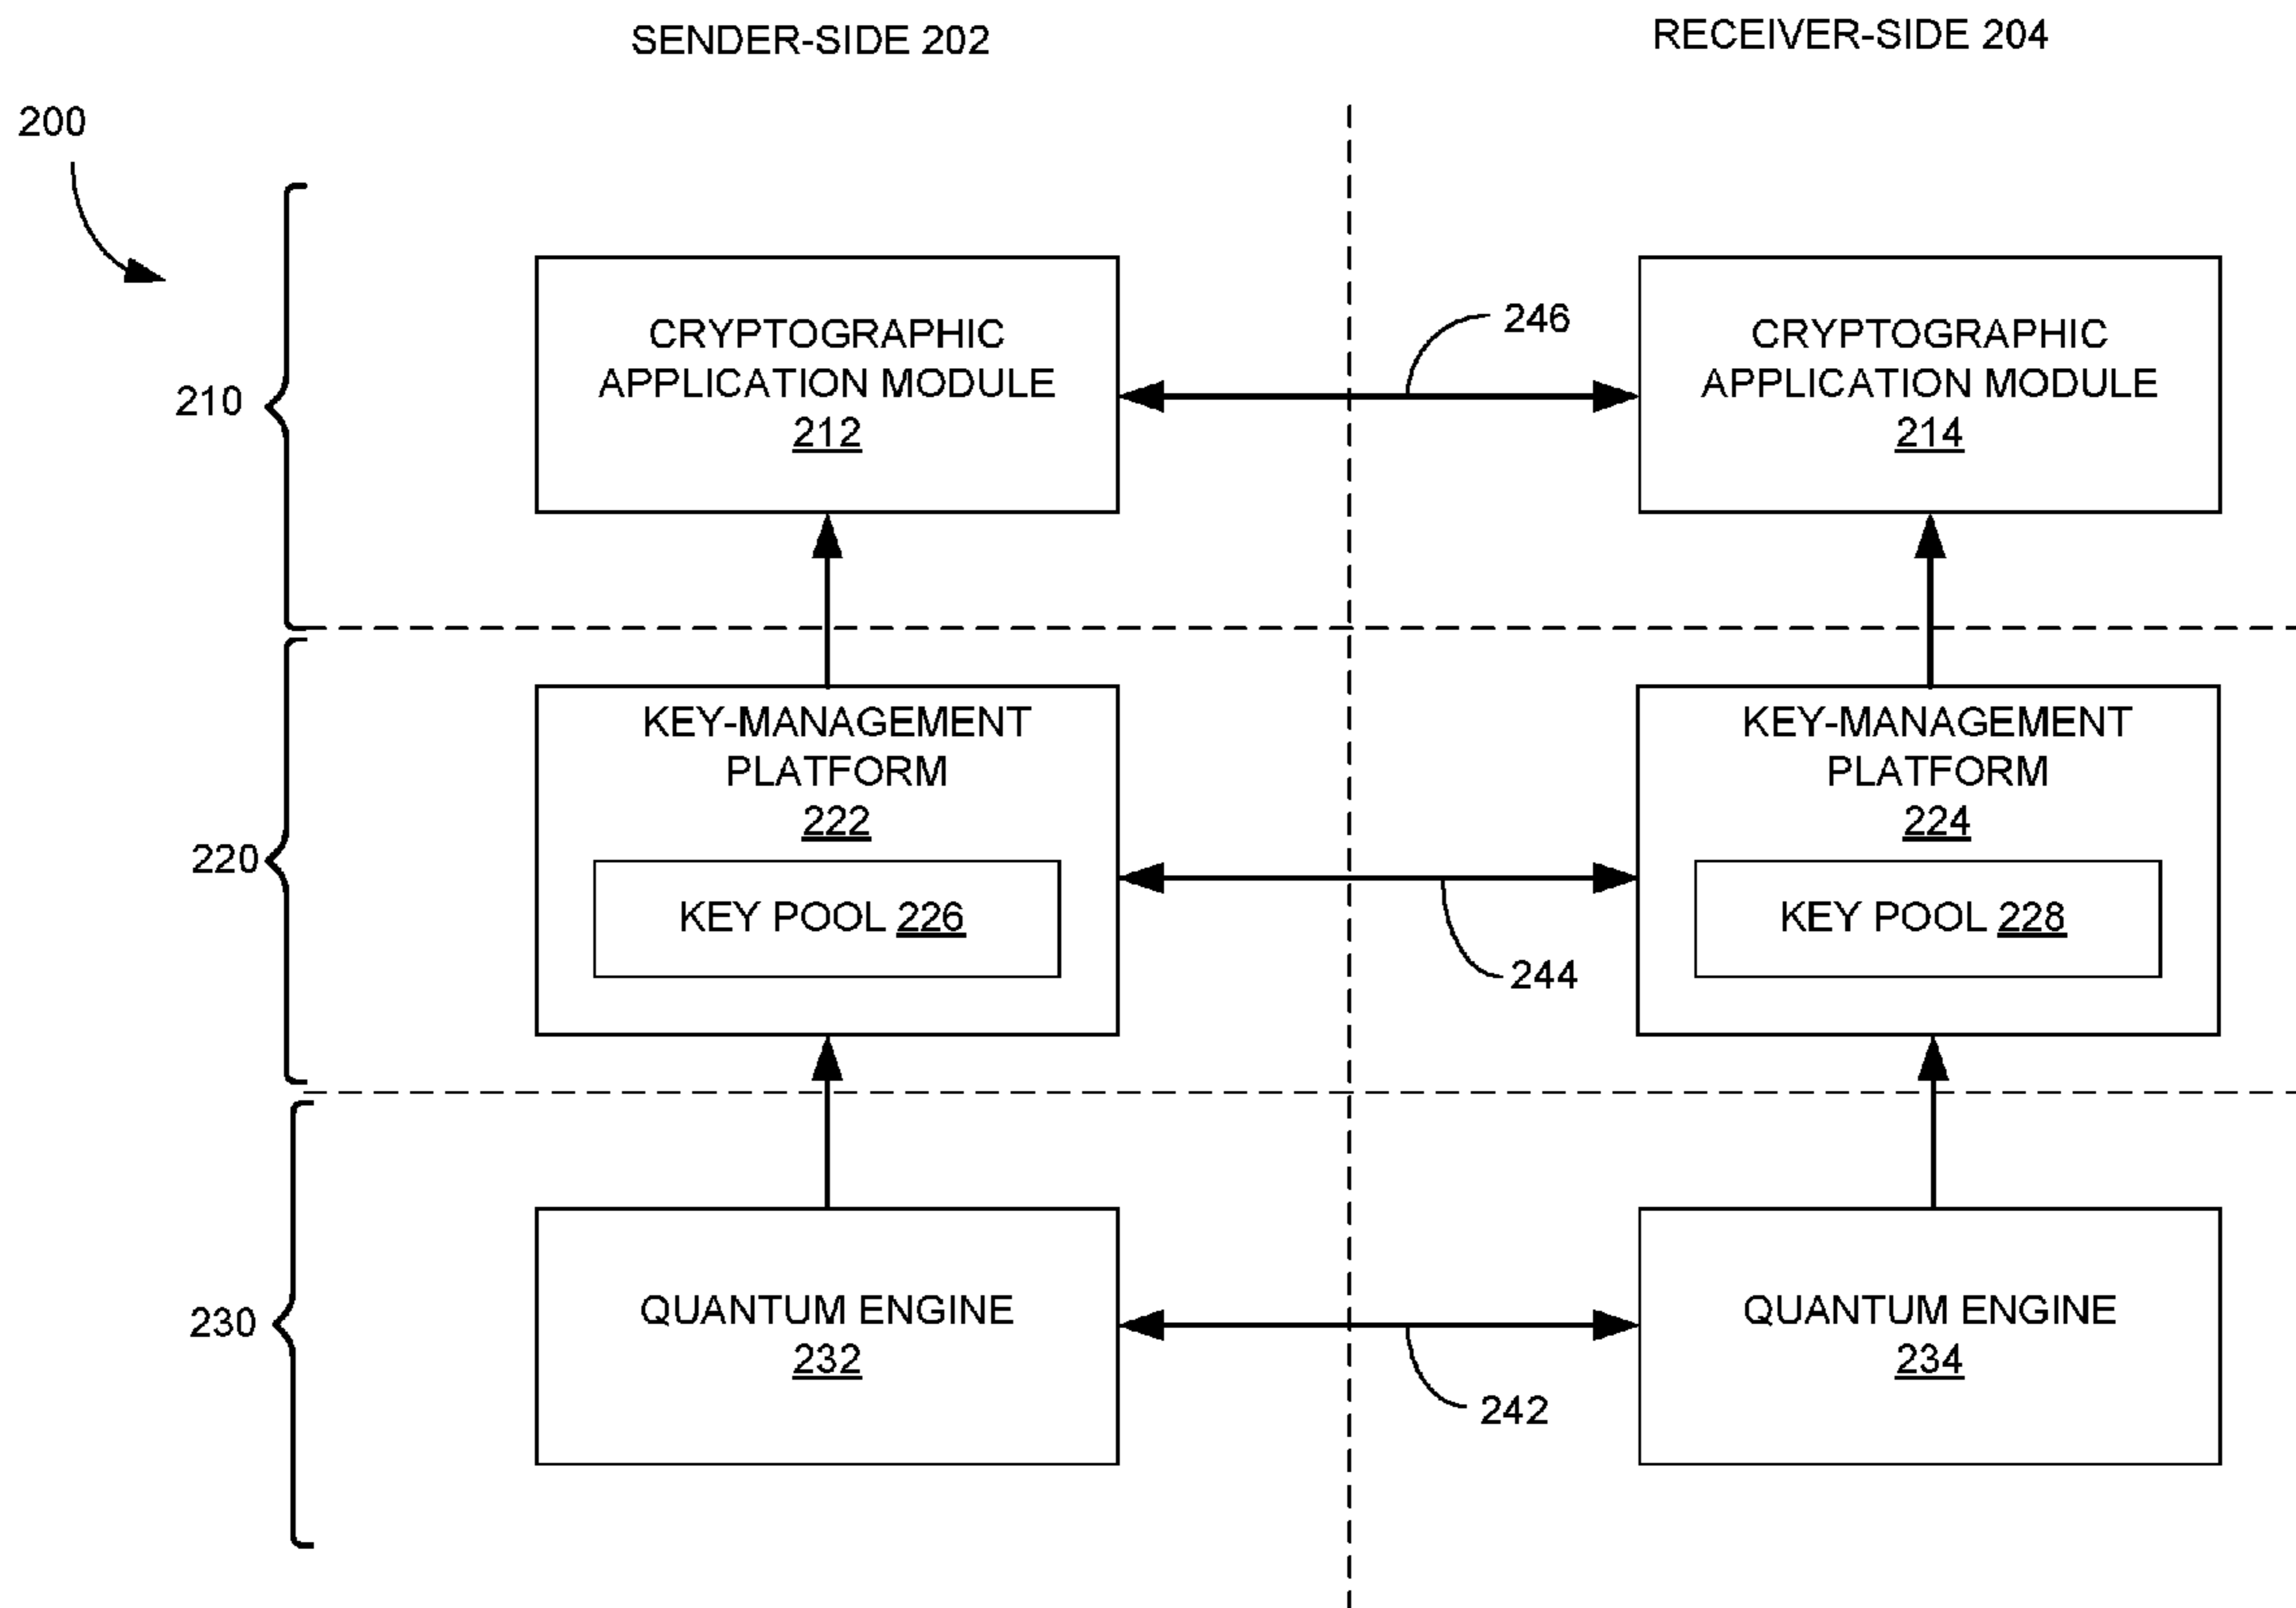 SENDER-SIDE 202
RECEIVER-SIDE 204
200
210
CRYPTOGRAPHIC
APPLICATION MODULE
212
246
CRYPTOGRAPHIC
APPLICATION MODULE
214
220
KEY-MANAGEMENT
PLATFORM
222
KEY POOL 226
244
KEY-MANAGEMENT
PLATFORM
224
KEY POOL 228
230
QUANTUM ENGINE
232
242
QUANTUM ENGINE
234